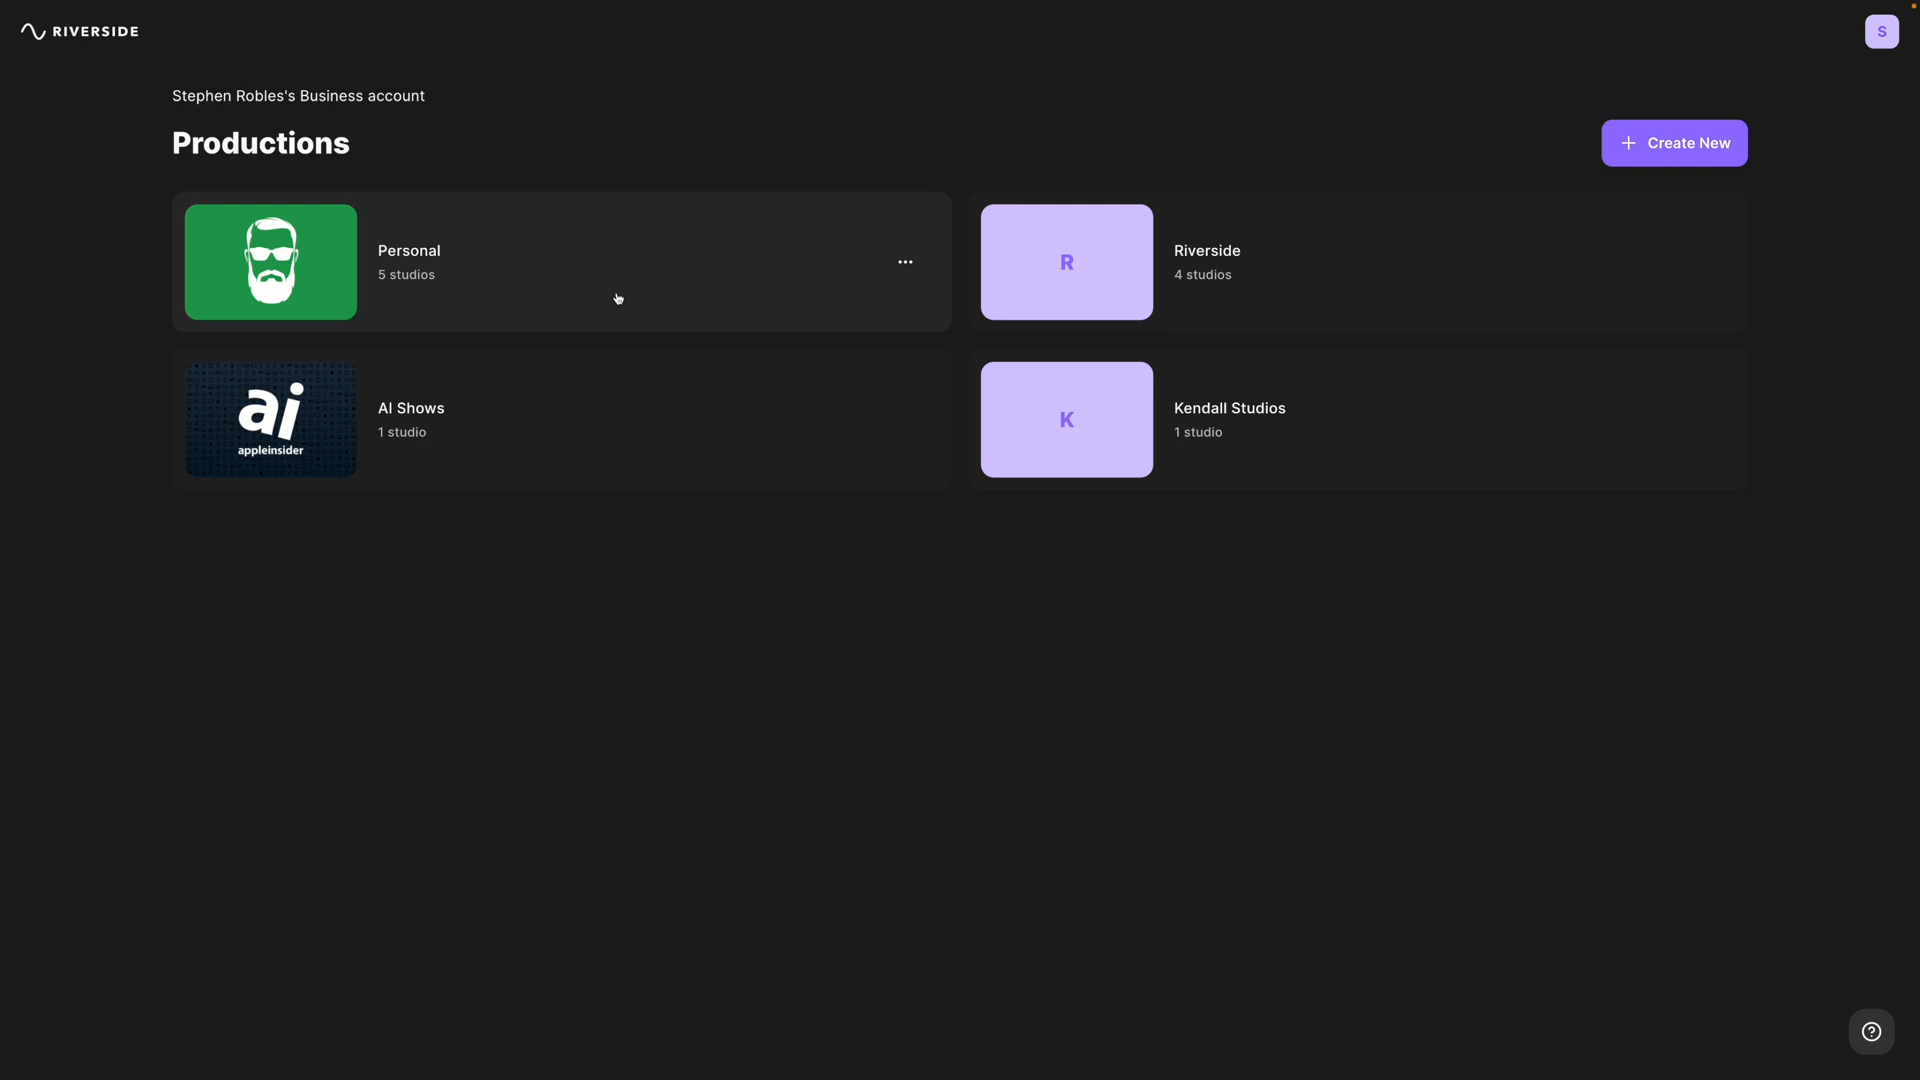 RIVERSIDE
S
Stephen Robles's Business account
Productions
Create New
Personal
5 studios
R
Riverside
4 studios
ai
appleinsider
AI Shows
1 studio
K
Kendall Studios
1 studio